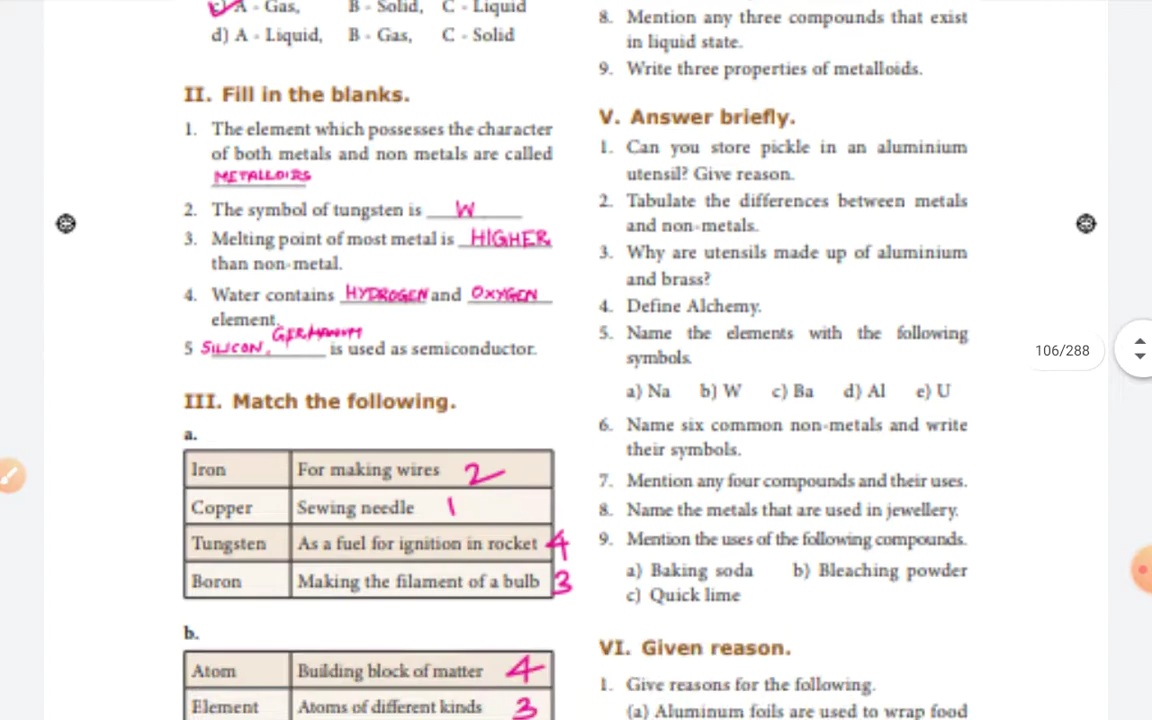 c) A - Gas, B - Solid, C - Liquid
d) A - Liquid, B - Gas, C - Solid
II. Fill in the blanks.
1. The element which possesses the character
of both metals and non metals are called
METALLOIDS
2. The symbol of tungsten is W
3. Melting point of most metal is HIGHER
than non-metal.
4. Water contains HYDROGEN and OXYGEN
element.
5 SILICON, GERMANIUM is used as semiconductor.
III. Match the following.
a.
Iron For making wires 2
Copper Sewing needle 1
Tungsten As a fuel for ignition in rocket 4
Boron Making the filament of a bulb 3
b.
Atom Building block of matter 4
Element Atoms of different kinds 3
8. Mention any three compounds that exist
in liquid state.
9. Write three properties of metalloids.
V. Answer briefly.
1. Can you store pickle in an aluminium
utensil? Give reason.
2. Tabulate the differences between metals
and non-metals.
3. Why are utensils made up of aluminium
and brass?
4. Define Alchemy.
5. Name the elements with the following
symbols.
a) Na b) W c) Ba d) Al e) U
6. Name six common non-metals and write
their symbols.
7. Mention any four compounds and their uses.
8. Name the metals that are used in jewellery.
9. Mention the uses of the following compounds.
a) Baking soda b) Bleaching powder
c) Quick lime
VI. Given reason.
1. Give reasons for the following.
(a) Aluminum foils are used to wrap food
106/288